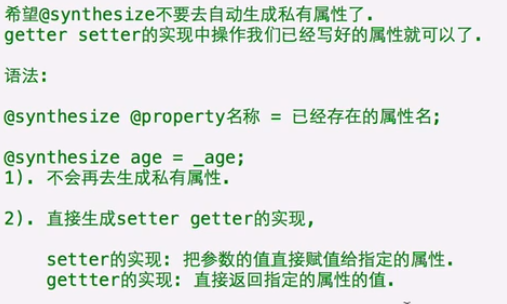 希望@synthesize不要去自动生成私有属性了.
getter setter的实现中操作我们已经写好的属性就可以了.
语法:
@synthesize @property名称 = 已经存在的属性名;
@synthesize age = _age;
1). 不会再去生成私有属性.
2). 直接生成setter getter的实现,
setter的实现: 把参数的值直接赋值给指定的属性.
gettter的实现: 直接返回指定的属性的值.